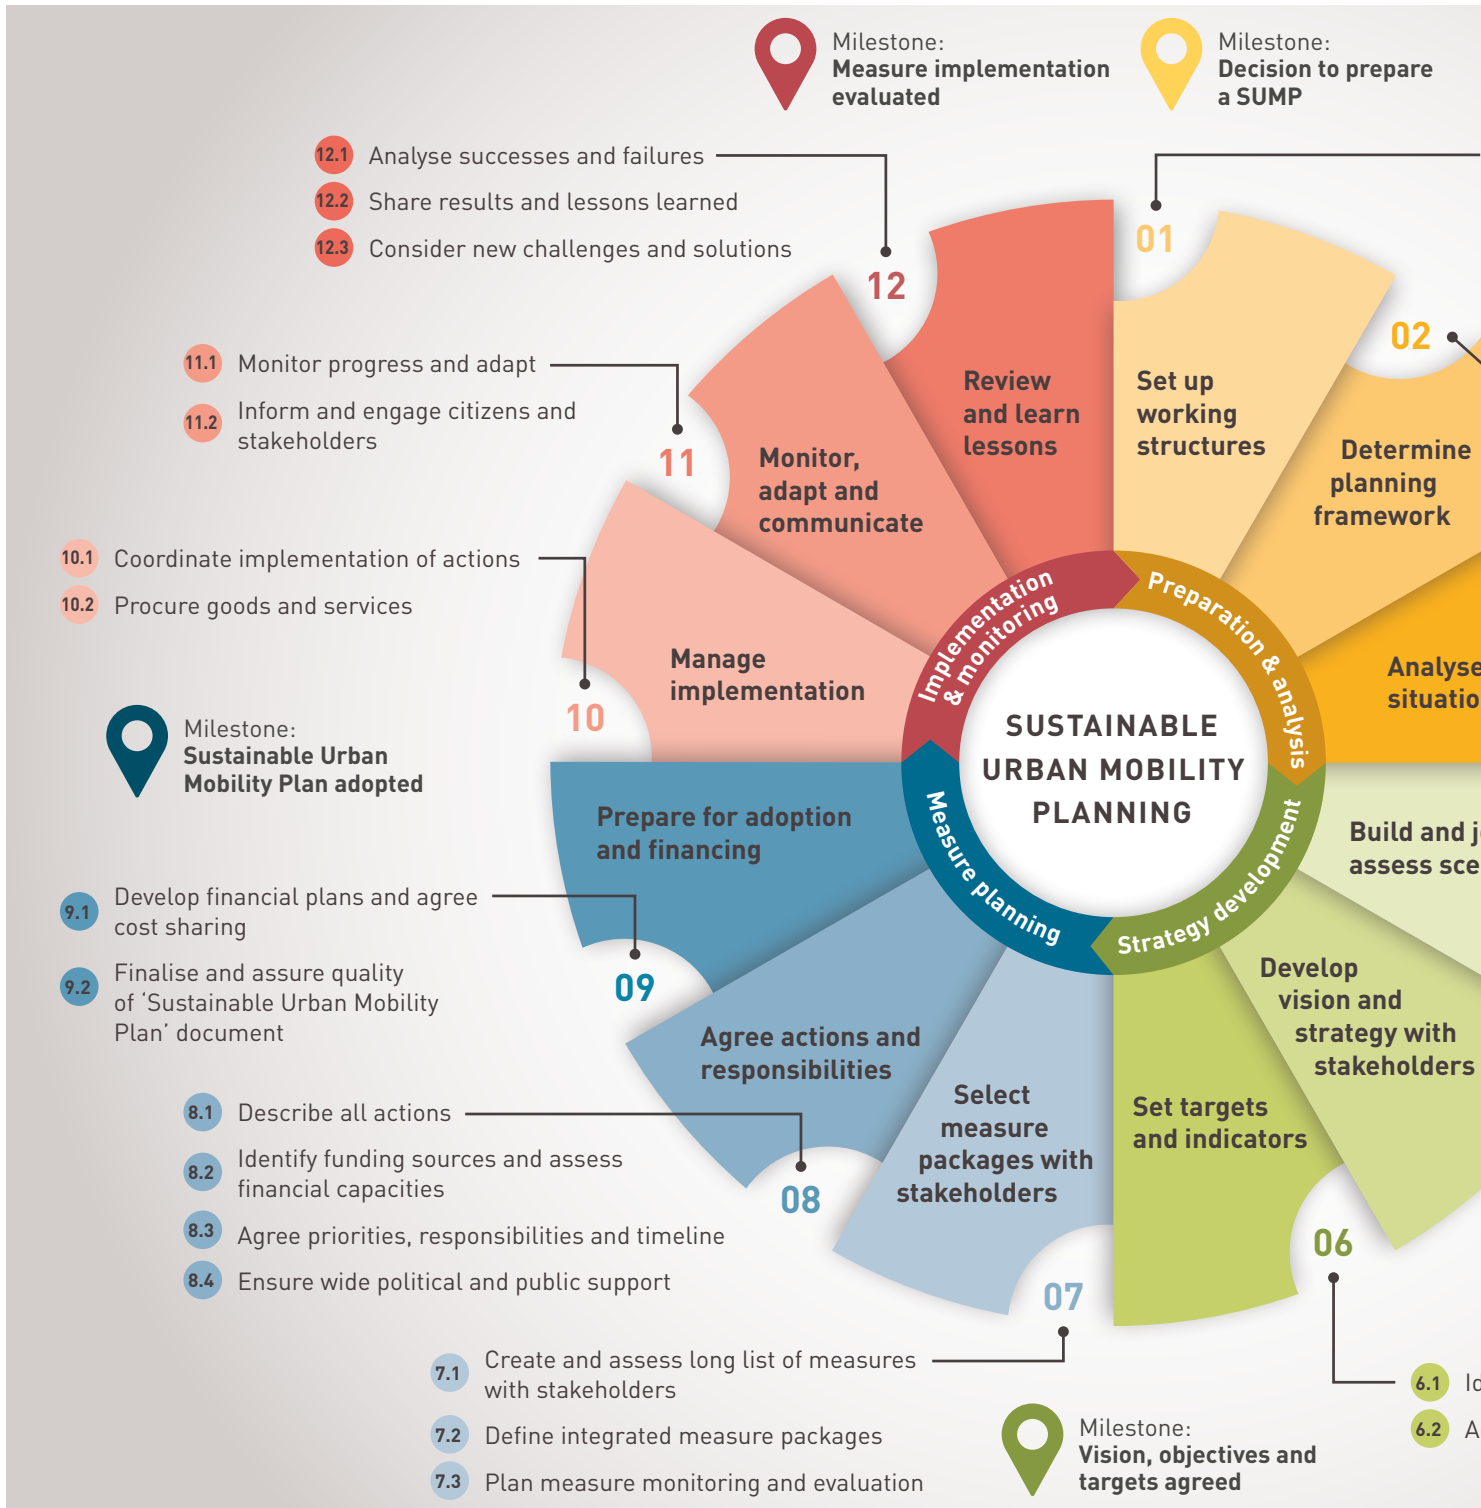 Milestone:
Measure implementation
evaluated
Milestone:
Decision to prepare
a SUMP
12.1 Analyse successes and failures
12.2 Share results and lessons learned
12.3 Consider new challenges and solutions
01
12
02
11.1 Monitor progress and adapt
11.2 Inform and engage citizens and
stakeholders
11
Review
and learn
lessons
Set up
working
structures
Monitor,
adapt and
communicate
Determine
planning
framework
10.1 Coordinate implementation of actions
10.2 Procure goods and services
10
Manage
implementation
Analyse
Implementation
& monitoring
Preparation & analysis
SUSTAINABLE
URBAN MOBILITY
PLANNING
Measure planning
Strategy development
Milestone:
Sustainable Urban
Mobility Plan adopted
Prepare for adoption
and financing
Build and
assess
9.1 Develop financial plans and agree
cost sharing
9.2 Finalise and assure quality
of ‘Sustainable Urban Mobility
Plan’ document
09
Develop
vision and
strategy with
stakeholders
Agree actions and
responsibilities
Select
measure
packages with
stakeholders
Set targets
and indicators
8.1 Describe all actions
8.2 Identify funding sources and assess
financial capacities
8.3 Agree priorities, responsibilities and timeline
8.4 Ensure wide political and public support
08
06
07
7.1 Create and assess long list of measures
with stakeholders
7.2 Define integrated measure packages
7.3 Plan measure monitoring and evaluation
Milestone:
Vision, objectives and
targets agreed
6.1
6.2